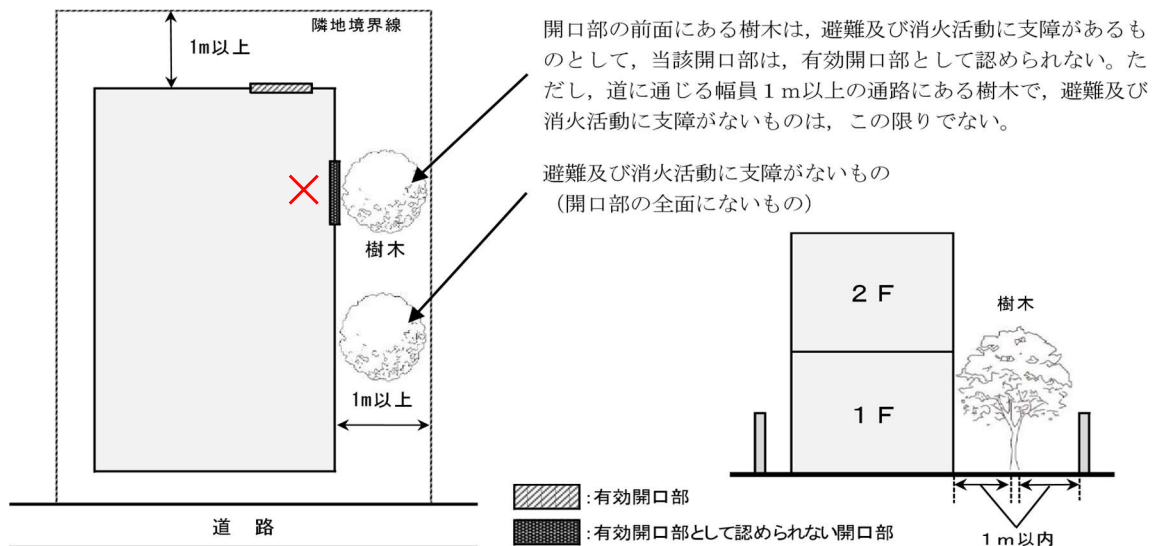 隣地境界線
1m以上
樹木
1m以上
道　路
開口部の前面にある樹木は，避難及び消火活動に支障があるも
のとして，当該開口部は，有効開口部として認められない。た
だし，道に通じる幅員１ｍ以上の通路にある樹木で，避難及び
消火活動に支障がないものは，この限りでない。
避難及び消火活動に支障がないもの
（開口部の全面にないもの）
２Ｆ
樹木
１Ｆ
１ｍ以内
:有効開口部
:有効開口部として認められない開口部